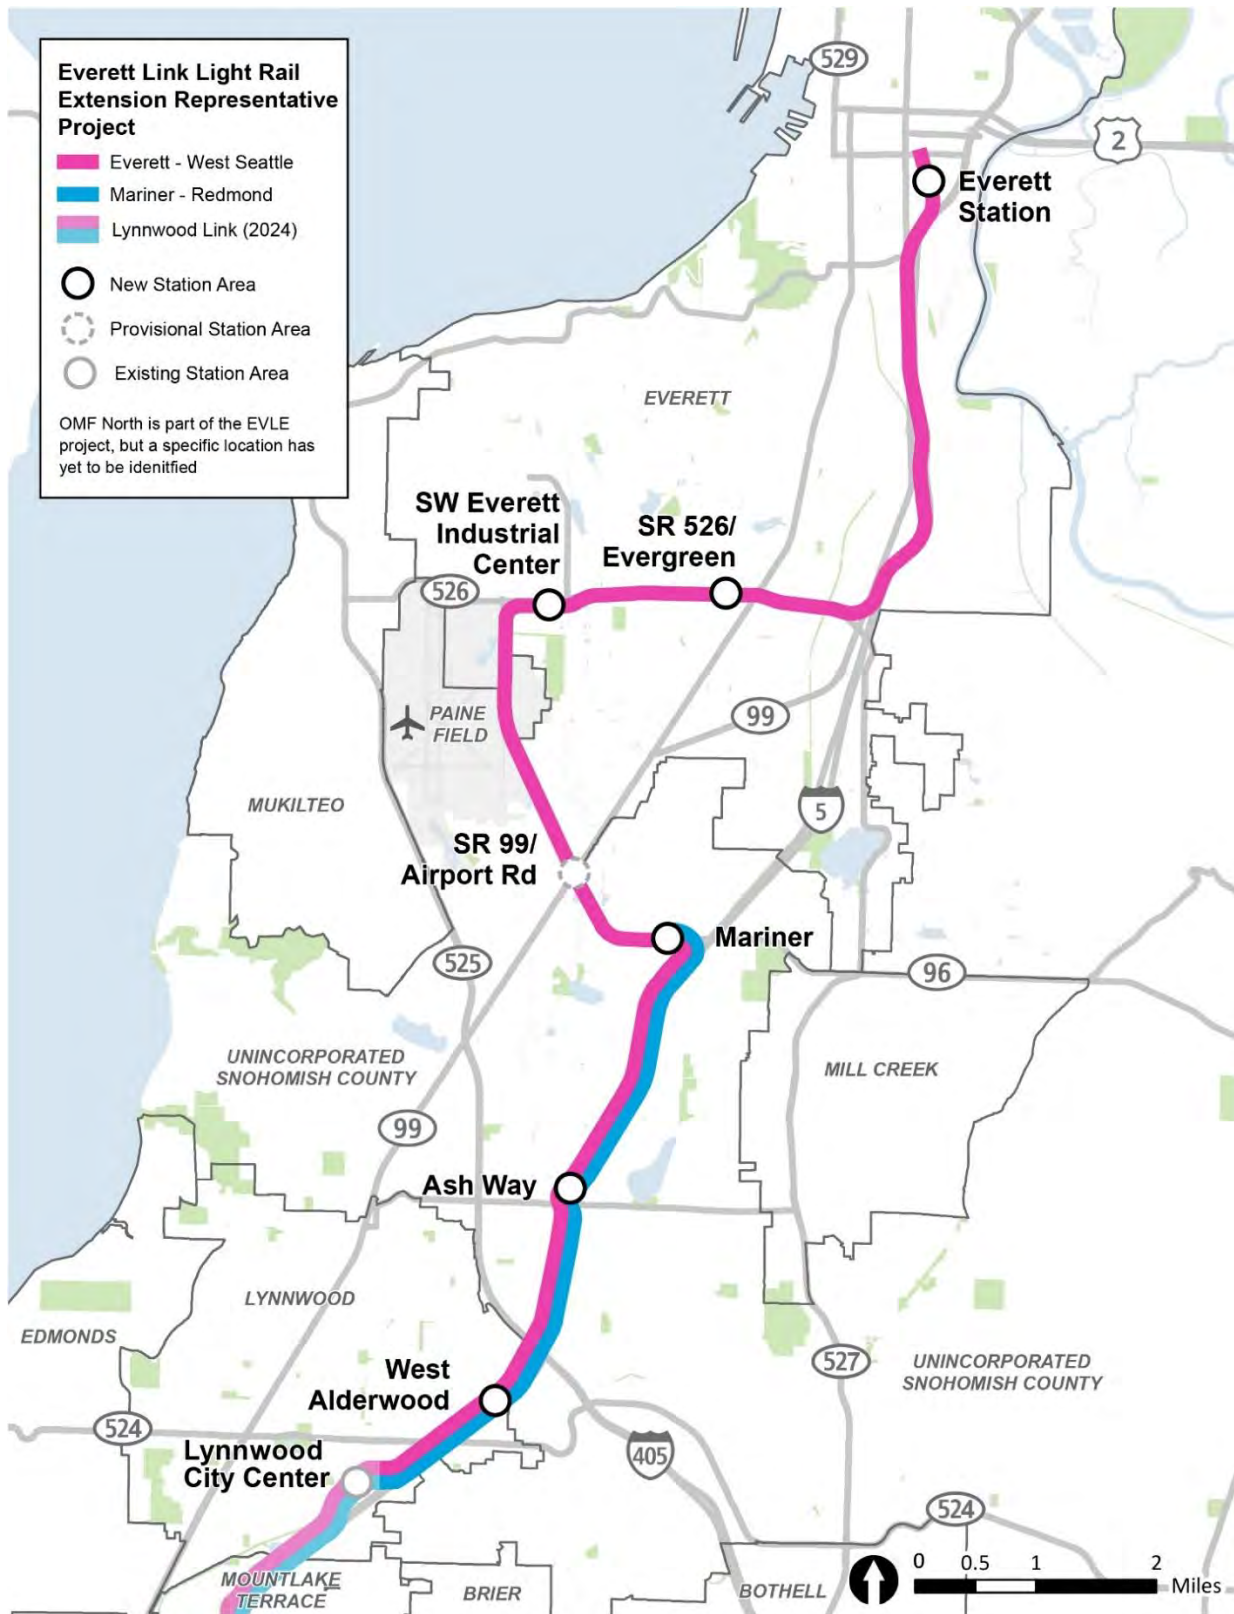 Everett Link Light Rail
Extension Representative
Project
Everett - West Seattle
Mariner - Redmond
Lynnwood Link (2024)
New Station Area
Provisional Station Area
Existing Station Area
OMF North is part of the EVLE
project, but a specific location has
yet to be idenitfied
529
2
Everett
Station
EVERETT
SW Everett
Industrial
Center
SR 526/
Evergreen
526
99
PAINE
FIELD
5
MUKILTEO
SR 99/
Airport Rd
Mariner
525
96
UNINCORPORATED
SNOHOMISH COUNTY
MILL CREEK
99
Ash Way
LYNNWOOD
EDMONDS
527
UNINCORPORATED
SNOHOMISH COUNTY
West
Alderwood
524
405
Lynnwood
City Center
524
MOUNTLAKE
TERRACE
BRIER
BOTHELL
0 0.5 1 2
Miles